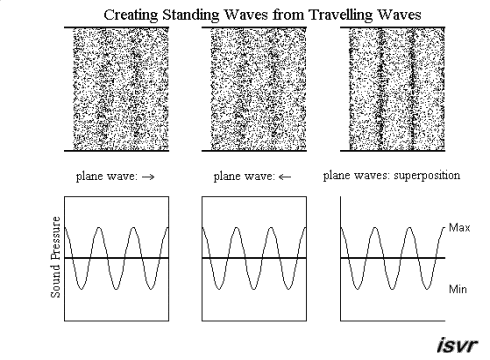 Creating Standing Waves from Travelling Waves
plane wave: →
plane wave: ←
plane waves: superposition
Sound Pressure
Max
Min
isvr